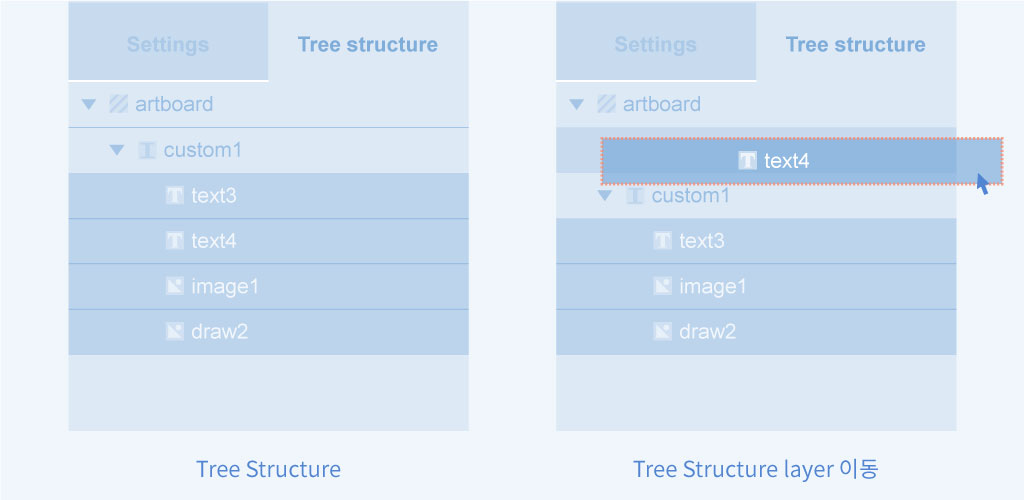 Settings
Tree structure
artboard
custom1
text3
text4
image1
draw2
Tree Structure
Settings
Tree structure
artboard
text4
custom1
text3
image1
draw2
Tree Structure layer 이동